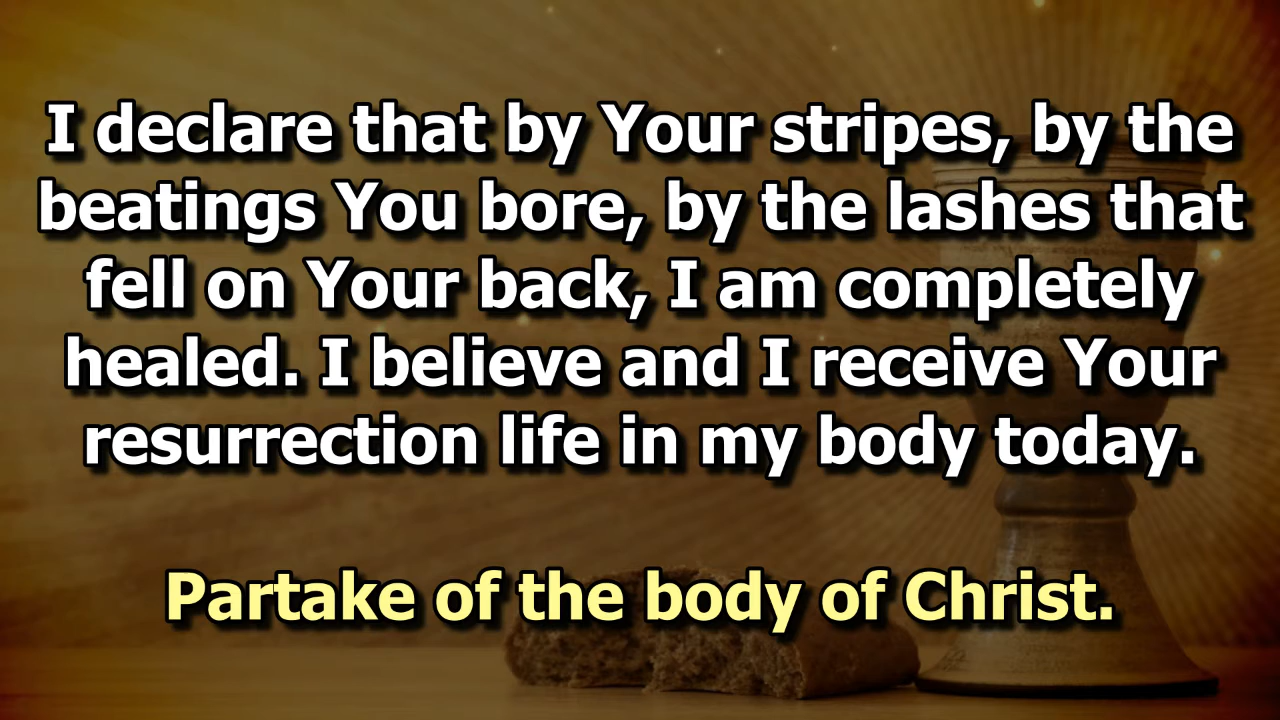 I declare that by Your stripes, by the
beatings You bore, by the lashes that
fell on Your back, I am completely
healed. I believe and I receive Your
resurrection life in my body today.
Partake of the body of Christ.